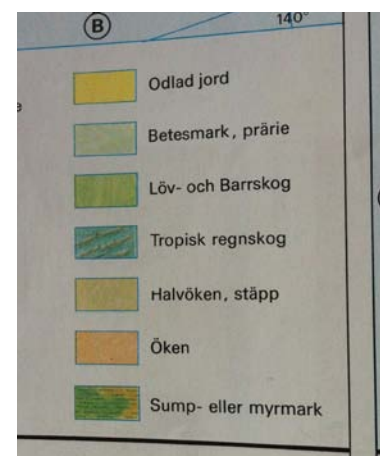 B
140°
Odlad jord
Betesmark, prärie
Löv- och Barrskog
Tropisk regnskog
Halvöken, stäpp
Öken
Sump- eller myrmark